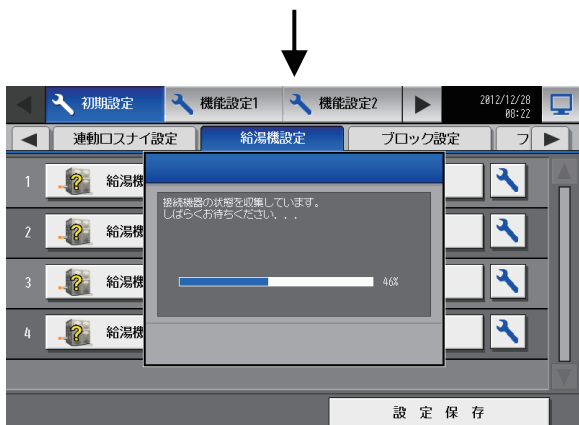 初期設定 機能設定1 機能設定2 2012/12/28
08:22
連動ロスナイ設定 給湯機設定 ブロック設定 フ
1 給湯機
接続機器の状態を収集しています。
しばらくお待ちください...
2 給湯機
46%
3 給湯機
4 給湯機
設定保存